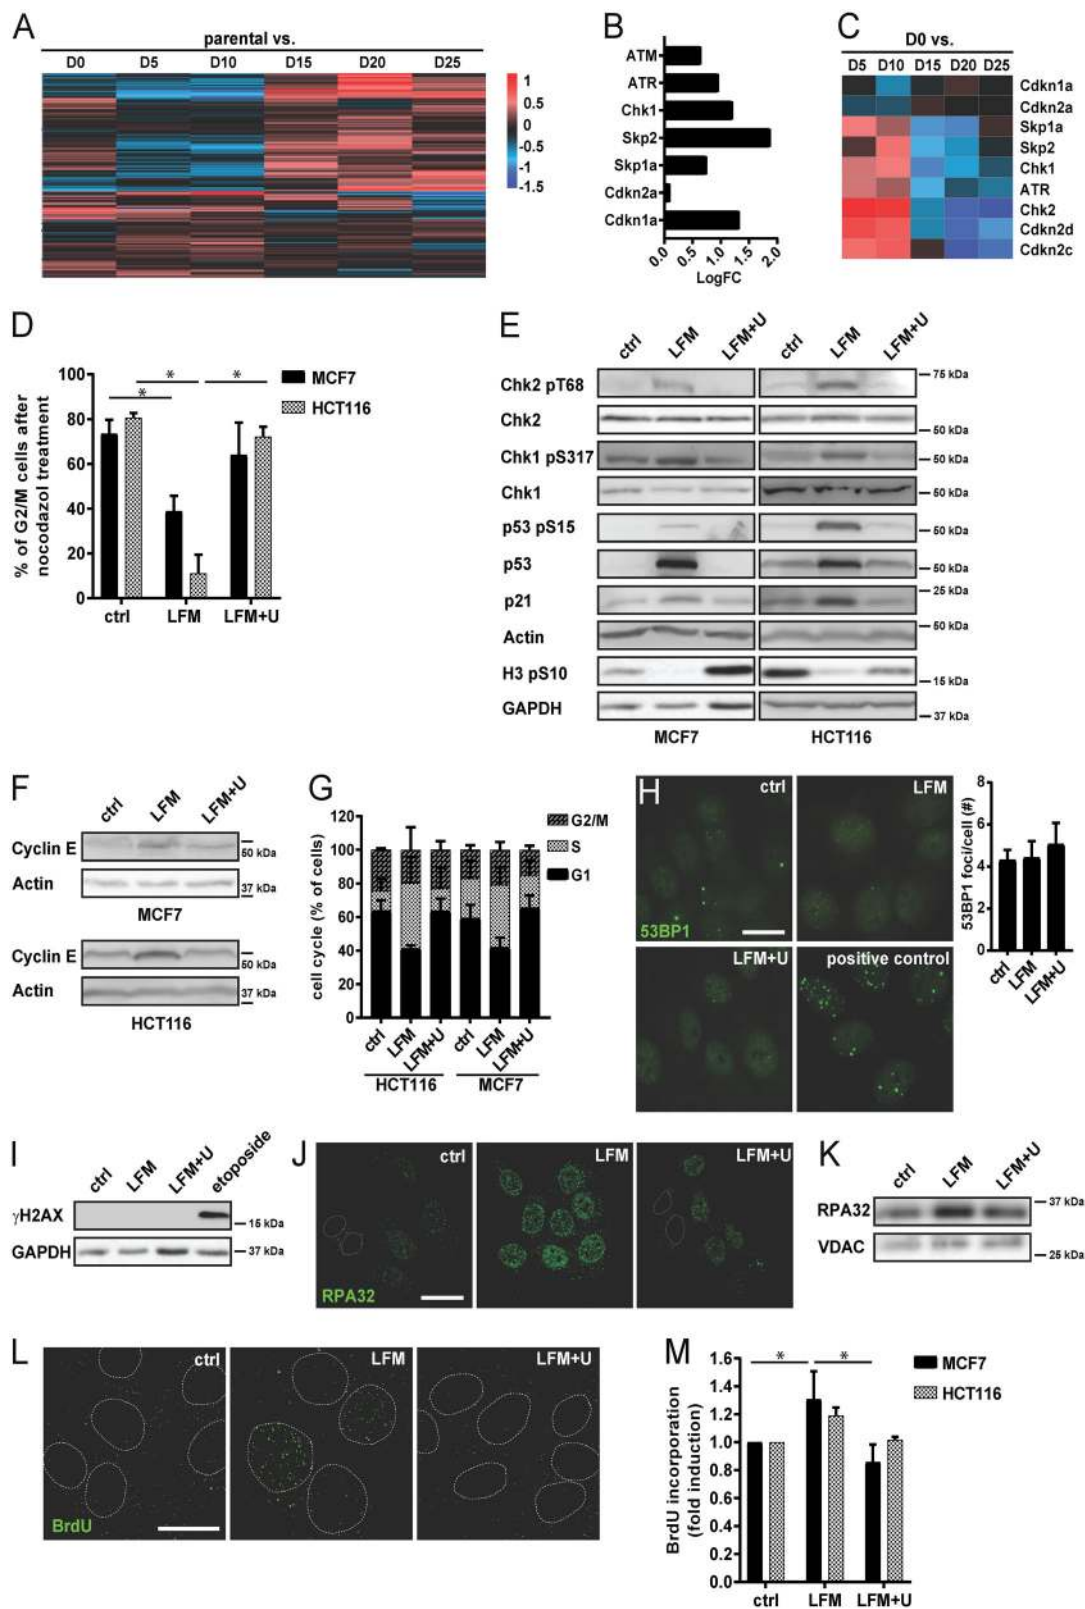 A
parental vs.
D0 D5 D10 D15 D20 D25
1
0.5
0
-0.5
-1
-1.5
B
ATM
ATR
Chk1
Skp2
Skp1a
Cdkn2a
Cdkn1a
0.0 0.5 1.0 1.5 2.0
LogFC
C
D0 vs.
D5 D10 D15 D20 D25
Cdkn1a
Cdkn2a
Skp1a
Skp2
Chk1
ATR
Chk2
Cdkn2d
Cdkn2c
D
% of G2/M cells after
nocodazol treatment
100
80
60
40
20
0
* * *
MCF7
HCT116
ctrl LFM LFM+U
E
ctrl LFM LFM+U ctrl LFM LFM+U
Chk2 pT68 75 kDa
Chk2 50 kDa
Chk1 pS317 50 kDa
Chk1 50 kDa
p53 pS15 50 kDa
p53 50 kDa
p21 25 kDa
Actin 50 kDa
H3 pS10 15 kDa
GAPDH 37 kDa
MCF7 HCT116
F
ctrl LFM LFM+U
Cyclin E 50 kDa
Actin 37 kDa
MCF7
Cyclin E 50 kDa
Actin 37 kDa
HCT116
G
cell cycle (% of cells)
120
100
80
60
40
20
0
G2/M
S
G1
ctrl LFM LFM+U ctrl LFM LFM+U
HCT116 MCF7
H
ctrl LFM
53BP1
LFM+U positive control
53BP1 foci/cell (#)
8
6
4
2
0
ctrl LFM LFM+U
I
ctrl LFM LFM+U etoposide
γH2AX 15 kDa
GAPDH 37 kDa
J
ctrl LFM LFM+U
RPA32
K
ctrl LFM LFM+U
RPA32 37 kDa
VDAC 25 kDa
L
ctrl LFM LFM+U
BrdU
M
BrdU incorporation
(fold induction)
1.6
1.4
1.2
1.0
0.8
0.6
0.4
0.2
0.0
* *
MCF7
HCT116
ctrl LFM LFM+U